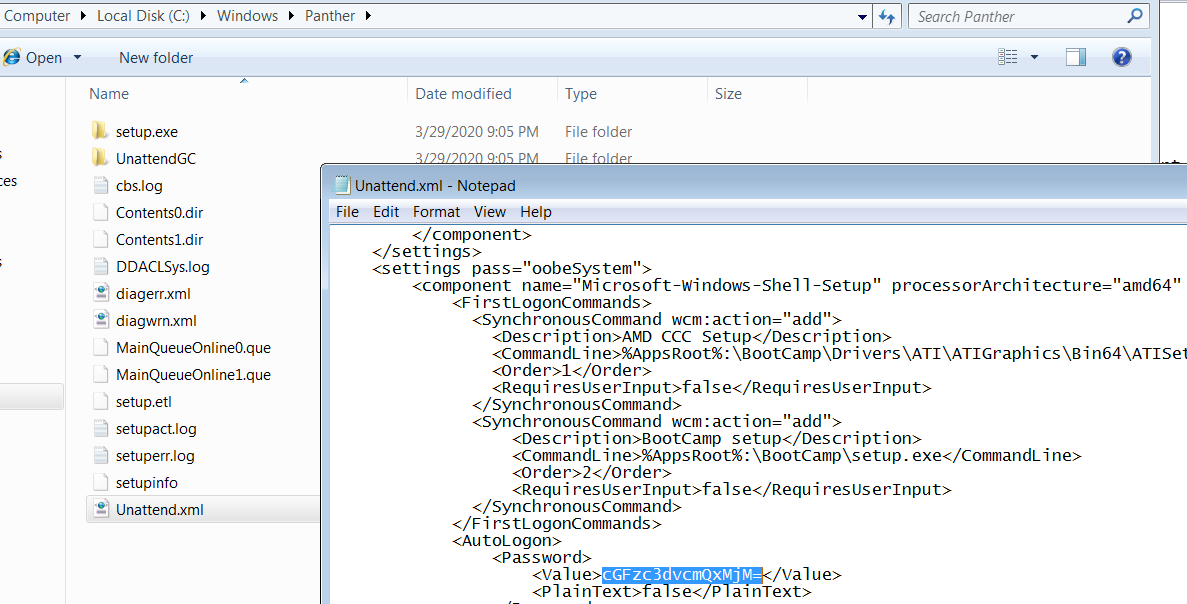 Computer Local Disk (C:) Windows Panther Search Panther
Open New folder
Name Date modified Type Size
setup.exe 3/29/2020 9:05 PM File folder
UnattendGC 3/29/2020 9:05 PM File folder
ces
cbs.log
Contents0.dir
Contents1.dir
DDACLSys.log
diagerr.xml
diagwrn.xml
MainQueueOnline0.que
MainQueueOnline1.que
setup.etl
setupact.log
setuperr.log
setupinfo
Unattend.xml
Unattend.xml - Notepad
File Edit Format View Help
</component>
</settings>
<settings pass="oobeSystem">
<component name="Microsoft-Windows-Shell-Setup" processorArchitecture="amd64"
<FirstLogonCommands>
<SynchronousCommand wcm:action="add">
<Description>AMD CCC Setup</Description>
<CommandLine>%AppsRoot%:\BootCamp\Drivers\ATI\ATIGraphics\Bin64\ATISet
<Order>1</Order>
<RequiresUserInput>false</RequiresUserInput>
</SynchronousCommand>
<SynchronousCommand wcm:action="add">
<Description>BootCamp setup</Description>
<CommandLine>%AppsRoot%:\BootCamp\setup.exe</CommandLine>
<Order>2</Order>
<RequiresUserInput>false</RequiresUserInput>
</SynchronousCommand>
</FirstLogonCommands>
<AutoLogon>
<Password>
<Value>cGFzc3dvcmQxMjM=</Value>
<PlainText>false</PlainText>